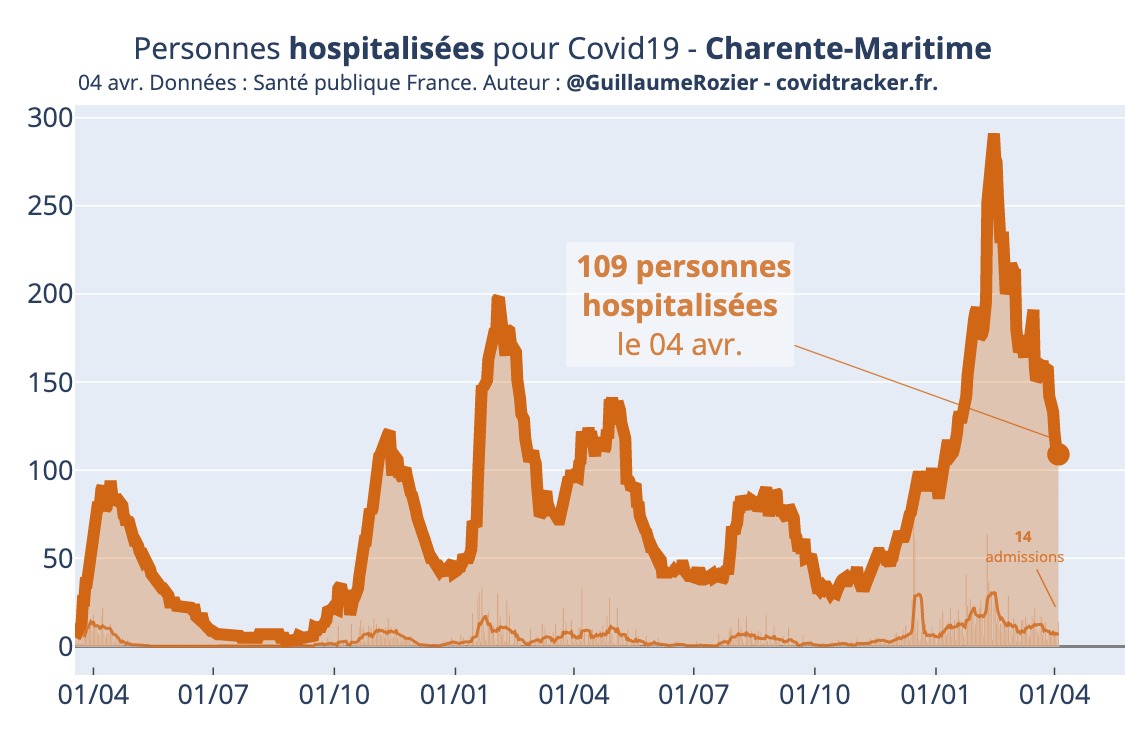 Personnes hospitalisées pour Covid19 - Charente-Maritime
04 avr. Données : Santé publique France. Auteur : @GuillaumeRozier - covidtracker.fr.
300
250
109 personnes
hospitalisées
le 04 avr.
200
150
100
14
admissions
50
0
01/04 01/07 01/10 01/01 01/04 01/07 01/10 01/01 01/04